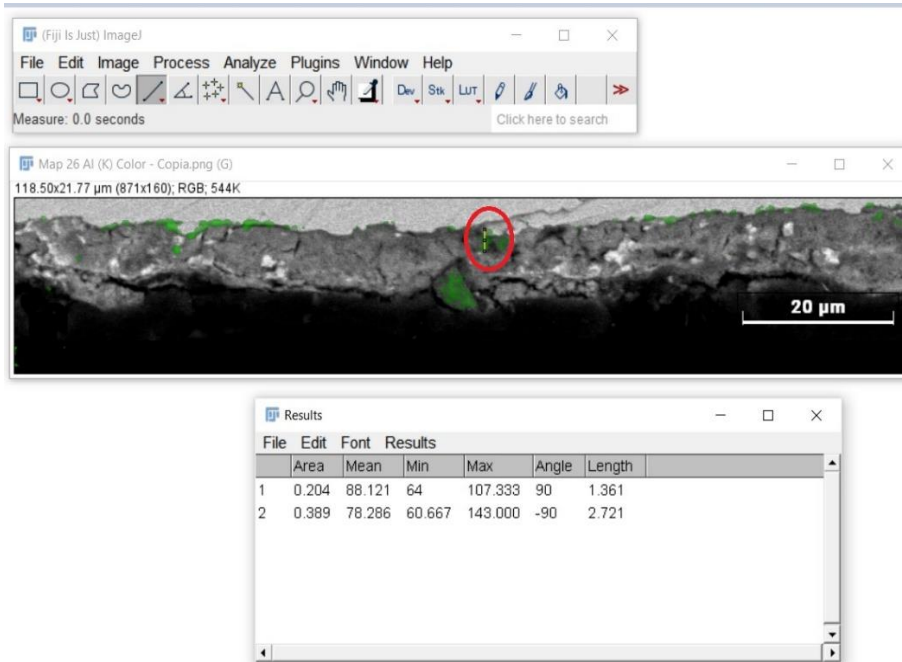 (Fiji Is Just) ImageJ
File Edit Image Process Analyze Plugins Window Help
A Dev Stk LUT
Measure: 0.0 seconds Click here to search
Map 26 Al (K) Color - Copia.png (G)
118.50x21.77 µm (871x160); RGB; 544K
20 µm
Results
File Edit Font Results
Area Mean Min Max Angle Length
1 0.204 88.121 64 107.333 90 1.361
2 0.389 78.286 60.667 143.000 -90 2.721